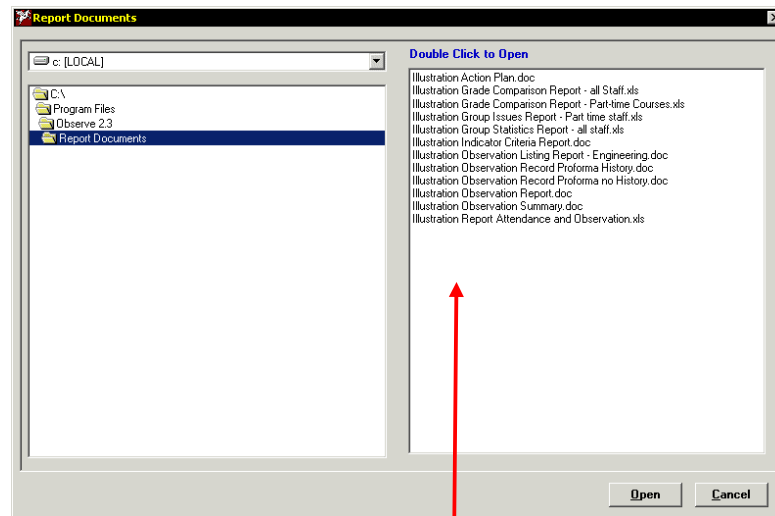 Report Documents
c: [LOCAL]
C:\
Program Files
Observe 2.3
Report Documents
Double Click to Open
Illustration Action Plan.doc
Illustration Grade Comparison Report - all Staff.xls
Illustration Grade Comparison Report - Part-time Courses.xls
Illustration Group Issues Report - Part time staff.xls
Illustration Group Statistics Report - all staff.xls
Illustration Indicator Criteria Report.doc
Illustration Observation Listing Report - Engineering.doc
Illustration Observation Record Proforma History.doc
Illustration Observation Record Proforma no History.doc
Illustration Observation Report.doc
Illustration Observation Summary.doc
Illustration Report Attendance and Observation.xls
Open
Cancel